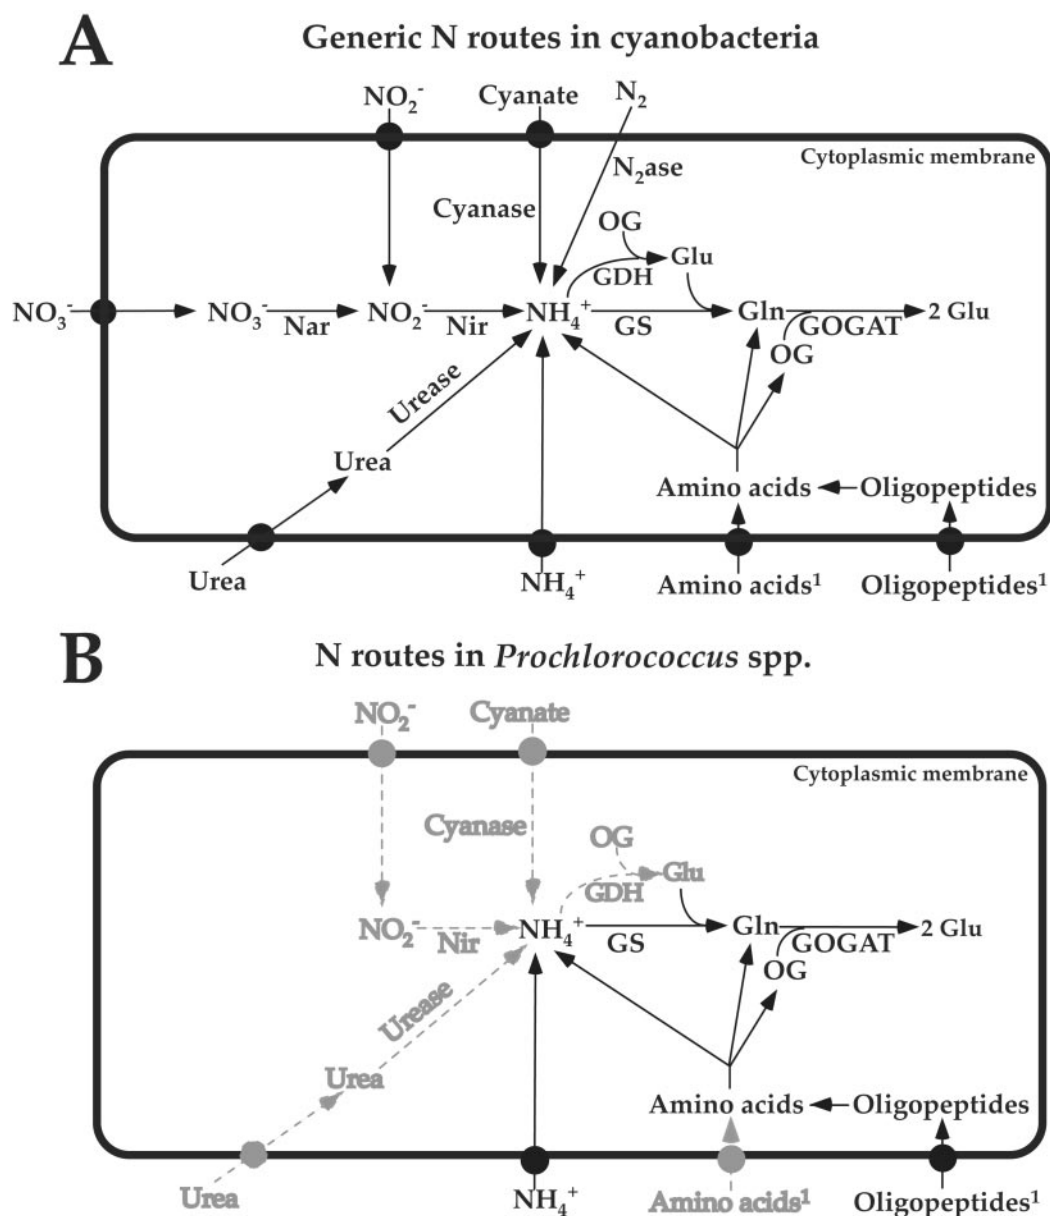 A
Generic N routes in cyanobacteria
NO₂⁻ Cyanate N₂
Cytoplasmic membrane
N₂ase
Cyanase
OG
Glu
GDH
NO₃⁻ NO₃⁻ NO₂⁻ NH₄⁺ Gln 2 Glu
Nar Nir GS GOGAT
OG
Urease
Urea
Amino acids Oligopeptides
Urea NH₄⁺ Amino acids¹ Oligopeptides¹
B
N routes in Prochlorococcus spp.
NO₂⁻ Cyanate
Cytoplasmic membrane
Cyanase
OG
Glu
GDH
NO₂⁻ NH₄⁺ Gln 2 Glu
Nir GS GOGAT
OG
Urease
Urea
Amino acids Oligopeptides
Urea NH₄⁺ Amino acids¹ Oligopeptides¹